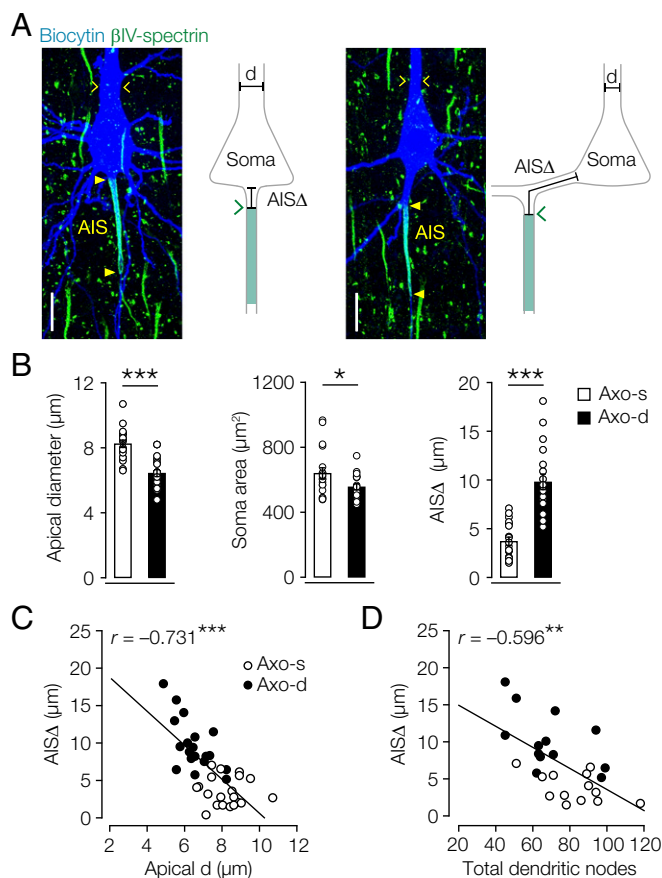 A
Biocytin βIV-spectrin
AIS
d
Soma
AISΔ
AIS
d
AISΔ
Soma
B
Apical diameter (μm)
12
8
4
0
***
Soma area (μm²)
1200
800
400
0
*
AISΔ (μm)
20
15
10
5
0
***
Axo-s
Axo-d
C
r = –0.731***
Axo-s
Axo-d
AISΔ (μm)
25
20
15
10
5
0
2 4 6 8 10 12
Apical d (μm)
D
r = –0.596**
AISΔ (μm)
25
20
15
10
5
0
20 40 60 80 100 120
Total dendritic nodes